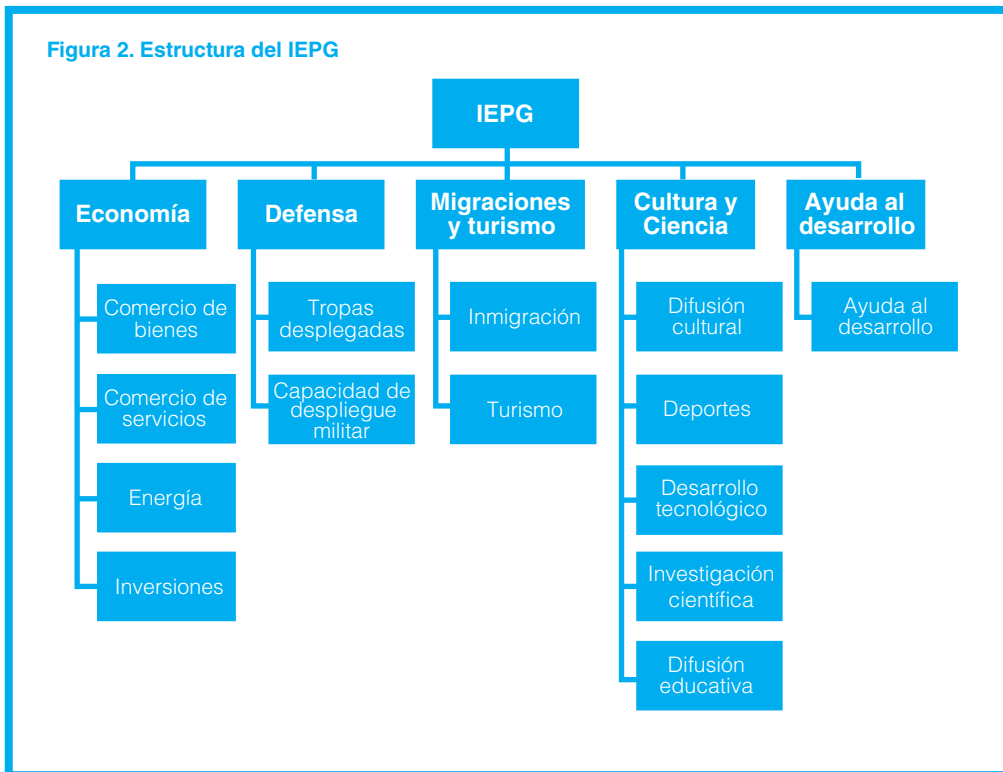 Figura 2. Estructura del IEPG
IEPG
Economía
Defensa
Migraciones
y turismo
Cultura y
Ciencia
Ayuda al
desarrollo
Comercio de
bienes
Tropas
desplegadas
Inmigración
Difusión
cultural
Ayuda al
desarrollo
Comercio de
servicios
Capacidad de
despliegue
militar
Turismo
Deportes
Energía
Desarrollo
tecnológico
Inversiones
Investigación
científica
Difusión
educativa